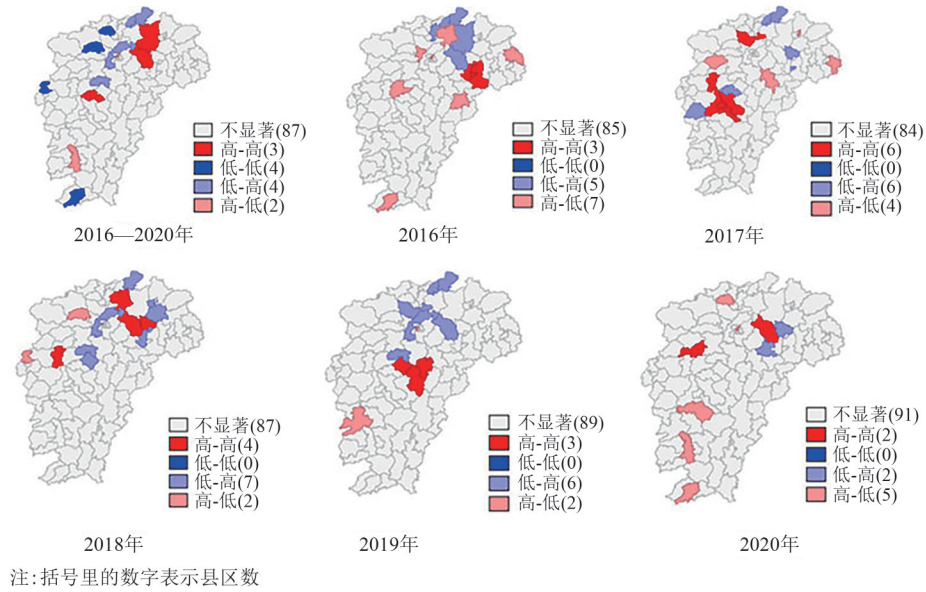 不显著(87)
高-高(3)
低-低(4)
低-高(4)
高-低(2)
2016—2020年
不显著(85)
高-高(3)
低-低(0)
低-高(5)
高-低(7)
2016年
不显著(84)
高-高(6)
低-低(0)
低-高(6)
高-低(4)
2017年
不显著(87)
高-高(4)
低-低(0)
低-高(7)
高-低(2)
2018年
不显著(89)
高-高(3)
低-低(0)
低-高(6)
高-低(2)
2019年
不显著(91)
高-高(2)
低-低(0)
低-高(2)
高-低(5)
2020年
注:括号里的数字表示县区数